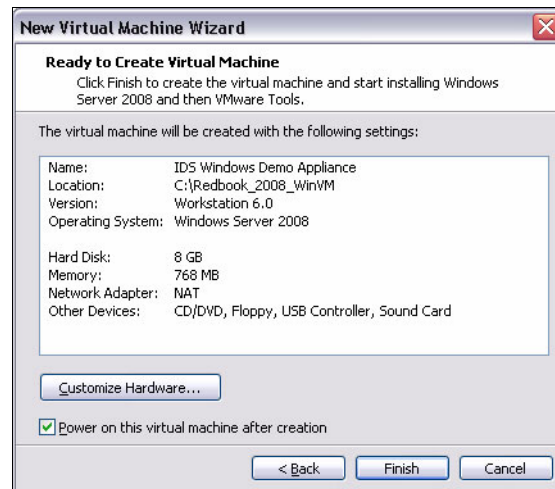 New Virtual Machine Wizard
Ready to Create Virtual Machine
Click Finish to create the virtual machine and start installing Windows
Server 2008 and then VMware Tools.
The virtual machine will be created with the following settings:
Name: IDS Windows Demo Appliance
Location: C:\Redbook_2008_WinVM
Version: Workstation 6.0
Operating System: Windows Server 2008
Hard Disk: 8 GB
Memory: 768 MB
Network Adapter: NAT
Other Devices: CD/DVD, Floppy, USB Controller, Sound Card
Customize Hardware...
Power on this virtual machine after creation
< Back Finish Cancel